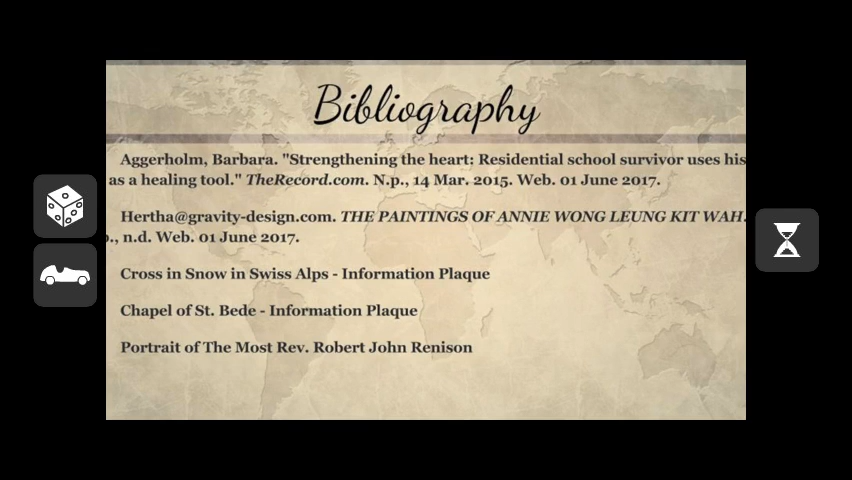 Bibliography
Aggerholm, Barbara. "Strengthening the heart: Residential school survivor uses his
as a healing tool." TheRecord.com. N.p., 14 Mar. 2015. Web. 01 June 2017.
Hertha@gravity-design.com. THE PAINTINGS OF ANNIE WONG LEUNG KIT WAH.
., n.d. Web. 01 June 2017.
Cross in Snow in Swiss Alps - Information Plaque
Chapel of St. Bede - Information Plaque
Portrait of The Most Rev. Robert John Renison